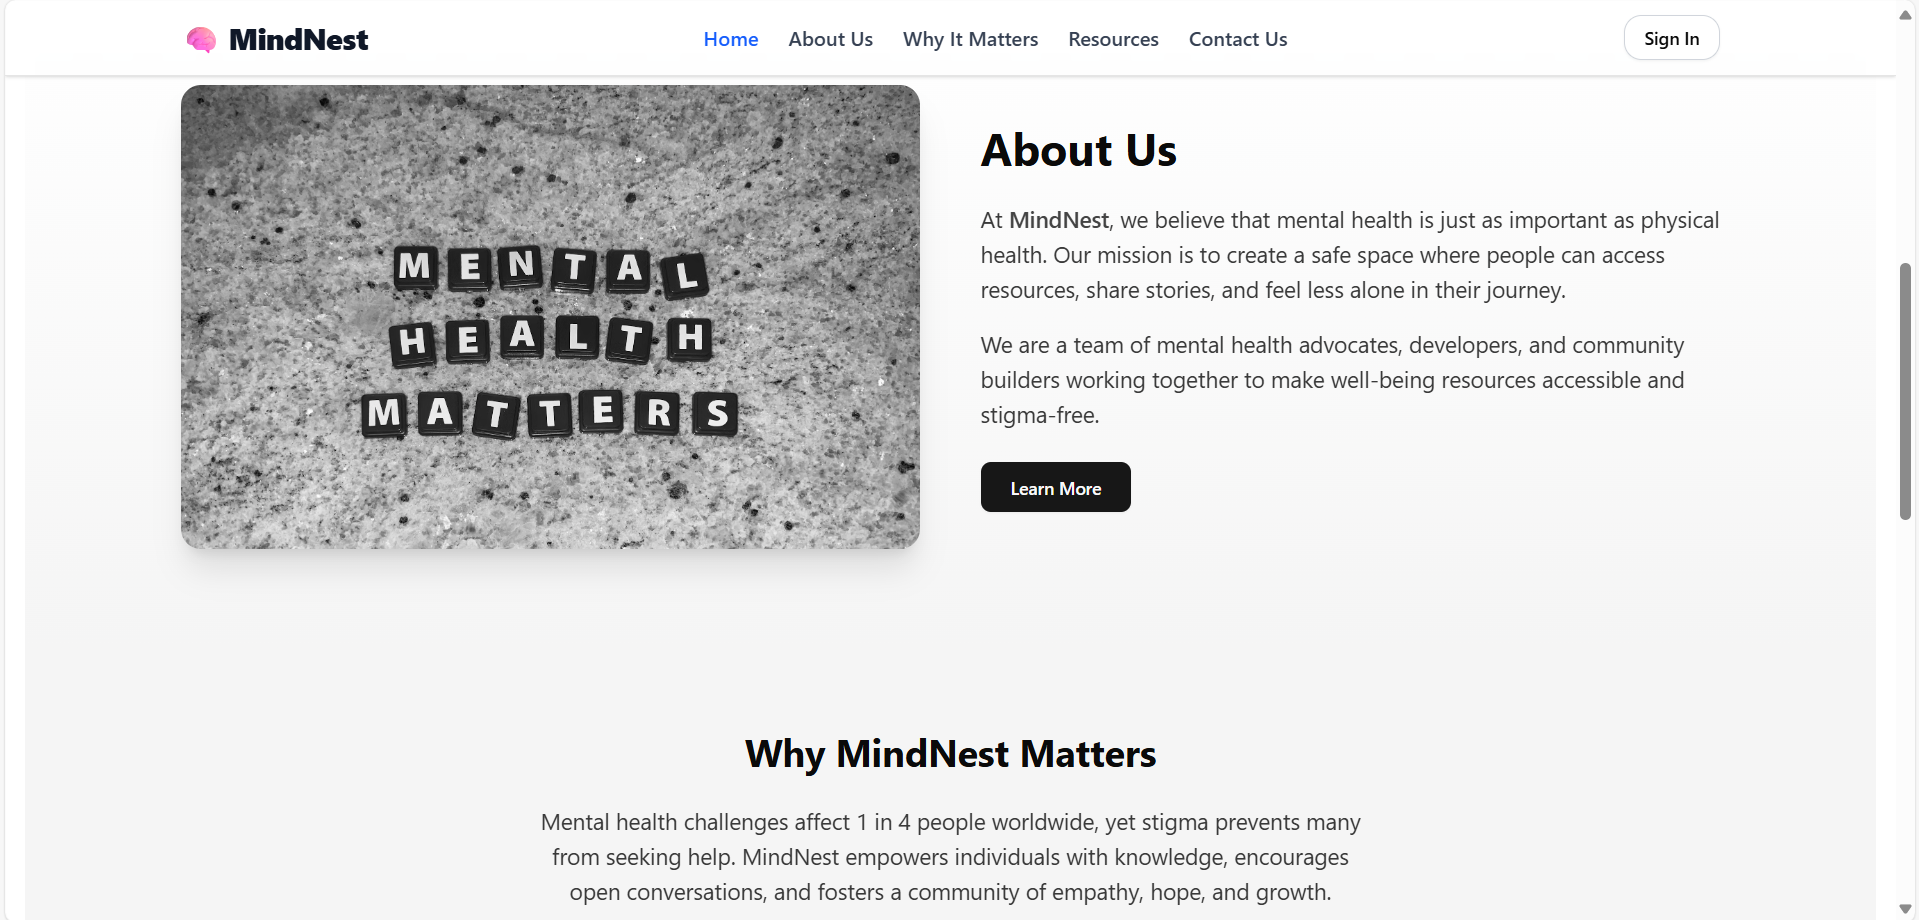 MindNest
Home
About Us
Why It Matters
Resources
Contact Us
Sign In
MENTAL
HEALTH
MATTERS
About Us
At MindNest, we believe that mental health is just as important as physical
health. Our mission is to create a safe space where people can access
resources, share stories, and feel less alone in their journey.
We are a team of mental health advocates, developers, and community
builders working together to make well-being resources accessible and
stigma-free.
Learn More
Why MindNest Matters
Mental health challenges affect 1 in 4 people worldwide, yet stigma prevents many
from seeking help. MindNest empowers individuals with knowledge, encourages
open conversations, and fosters a community of empathy, hope, and growth.